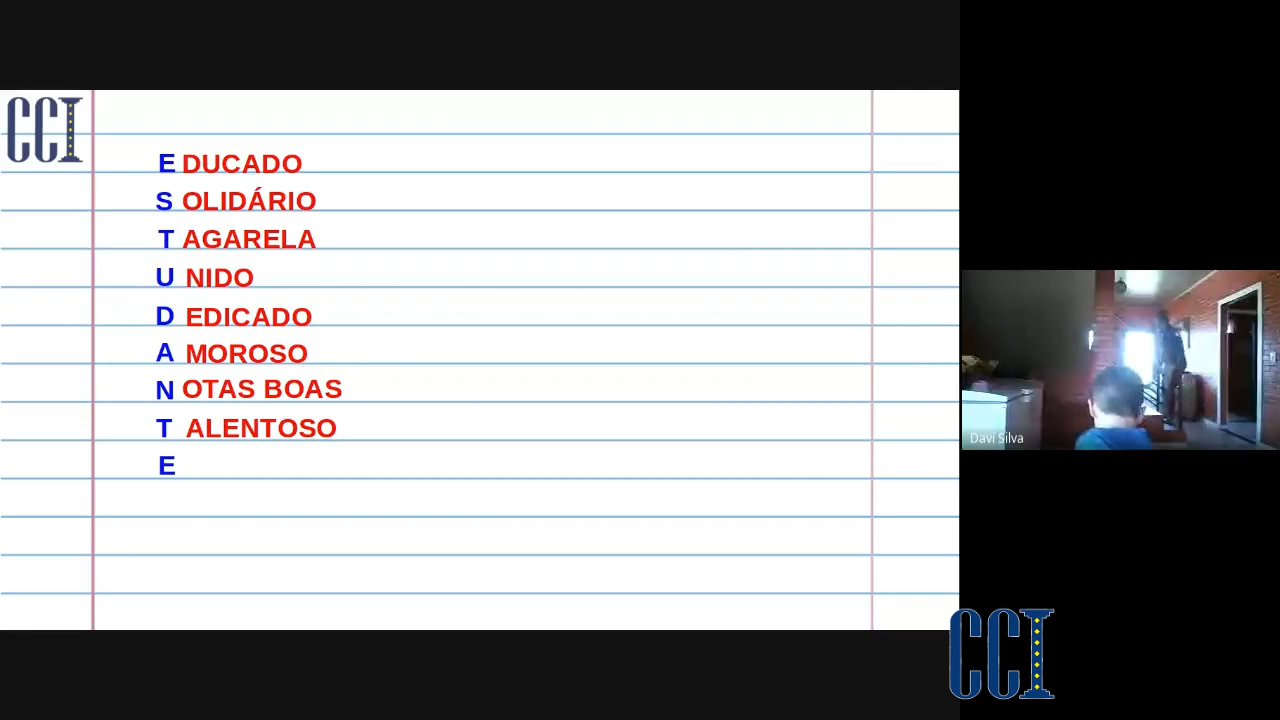 CCI
E DUCADO
S OLIDÁRIO
T AGARELA
U NIDO
D EDICADO
A MOROSO
N OTAS BOAS
T ALENTOSO
E
Davi Silva
CCI